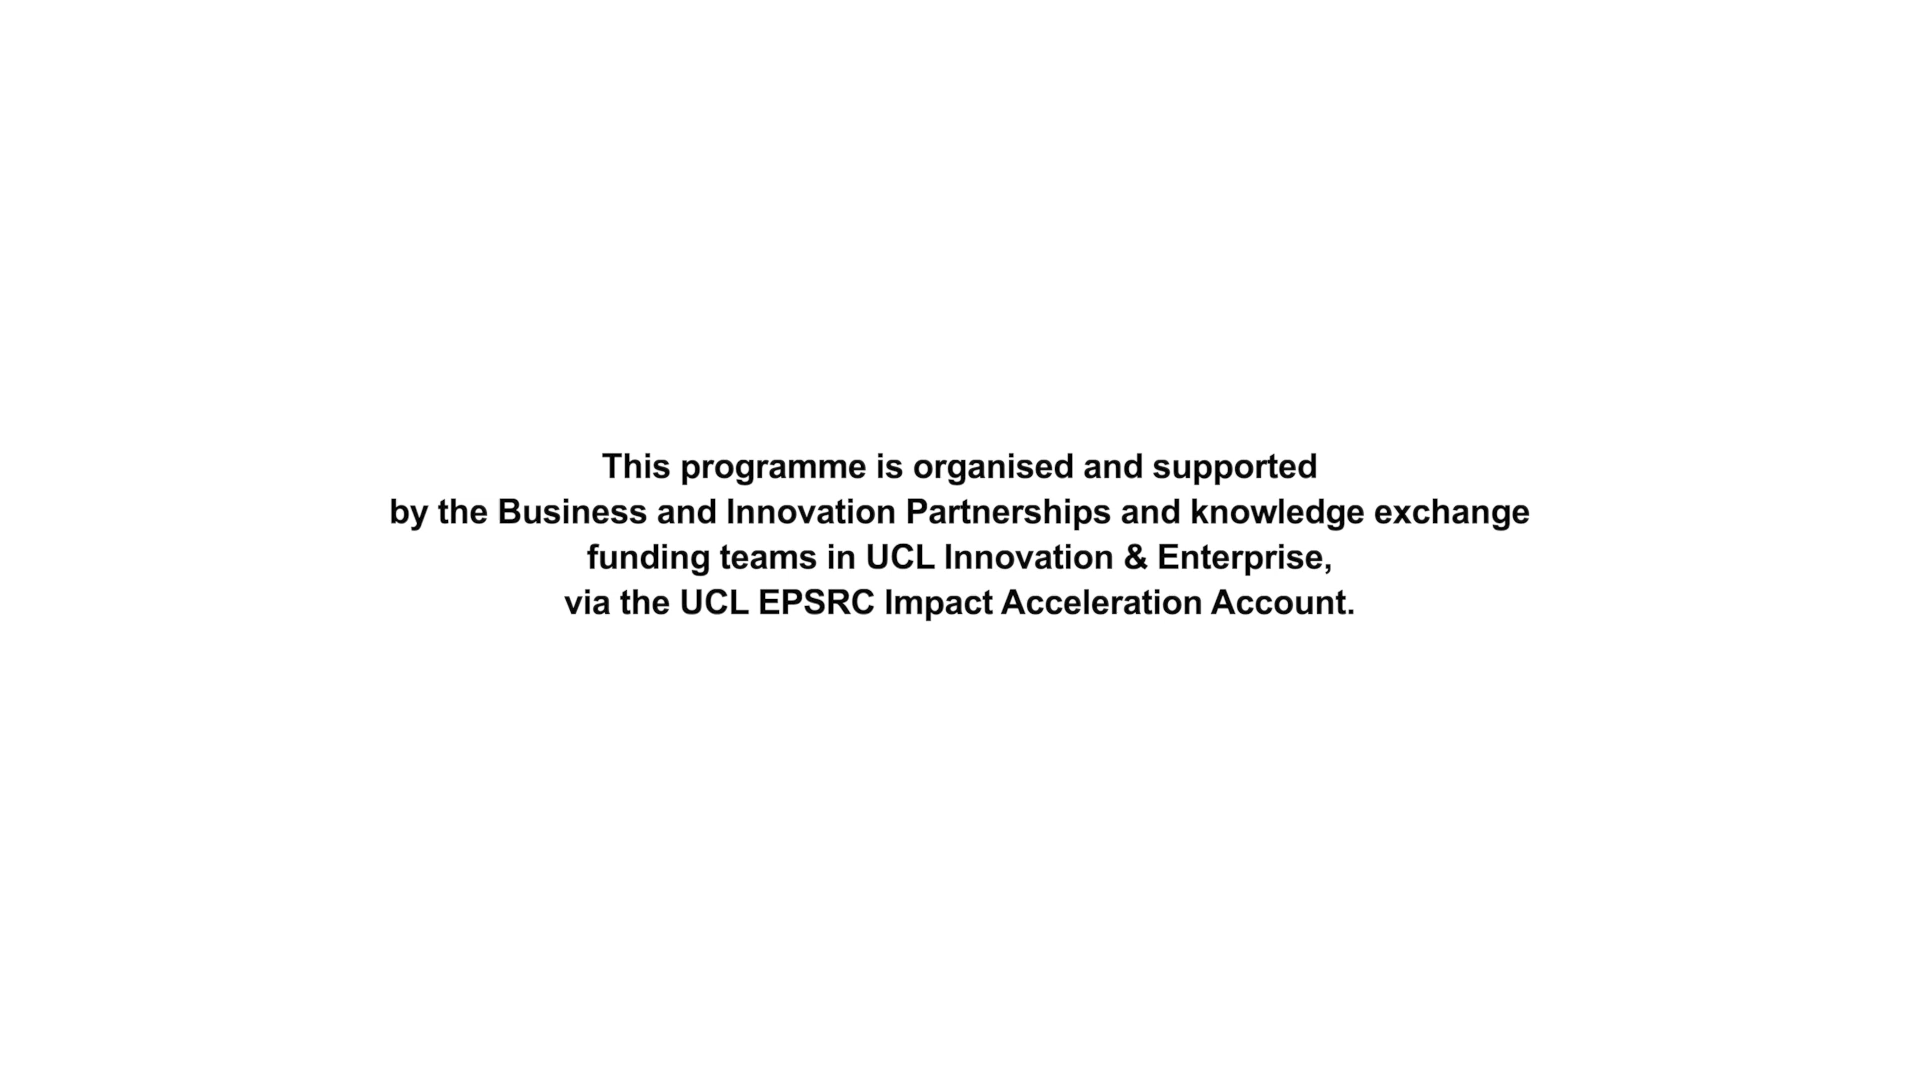 This programme is organised and supported
by the Business and Innovation Partnerships and knowledge exchange
funding teams in UCL Innovation & Enterprise,
via the UCL EPSRC Impact Acceleration Account.